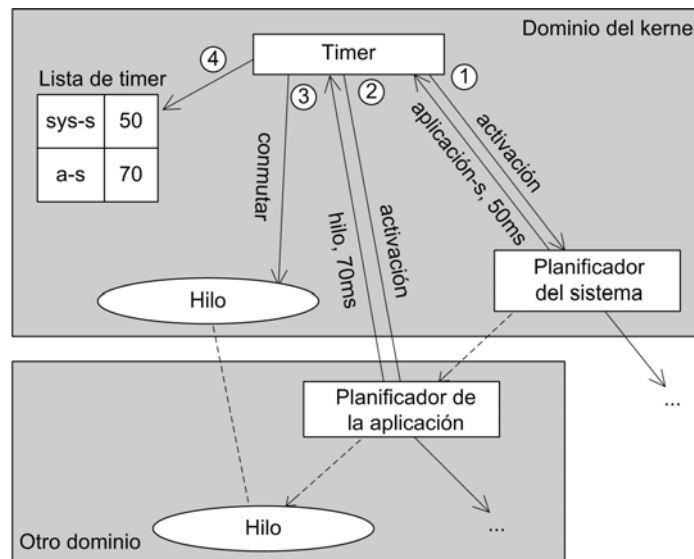 Dominio del kernel
Timer
4
3
2
1
Lista de timer
sys-s 50
a-s 70
conmutar
hilo, 70ms
activación
aplicación-s, 50ms
activación
Planificador
del sistema
Hilo
Planificador de
la aplicación
...
Hilo
...
Otro dominio